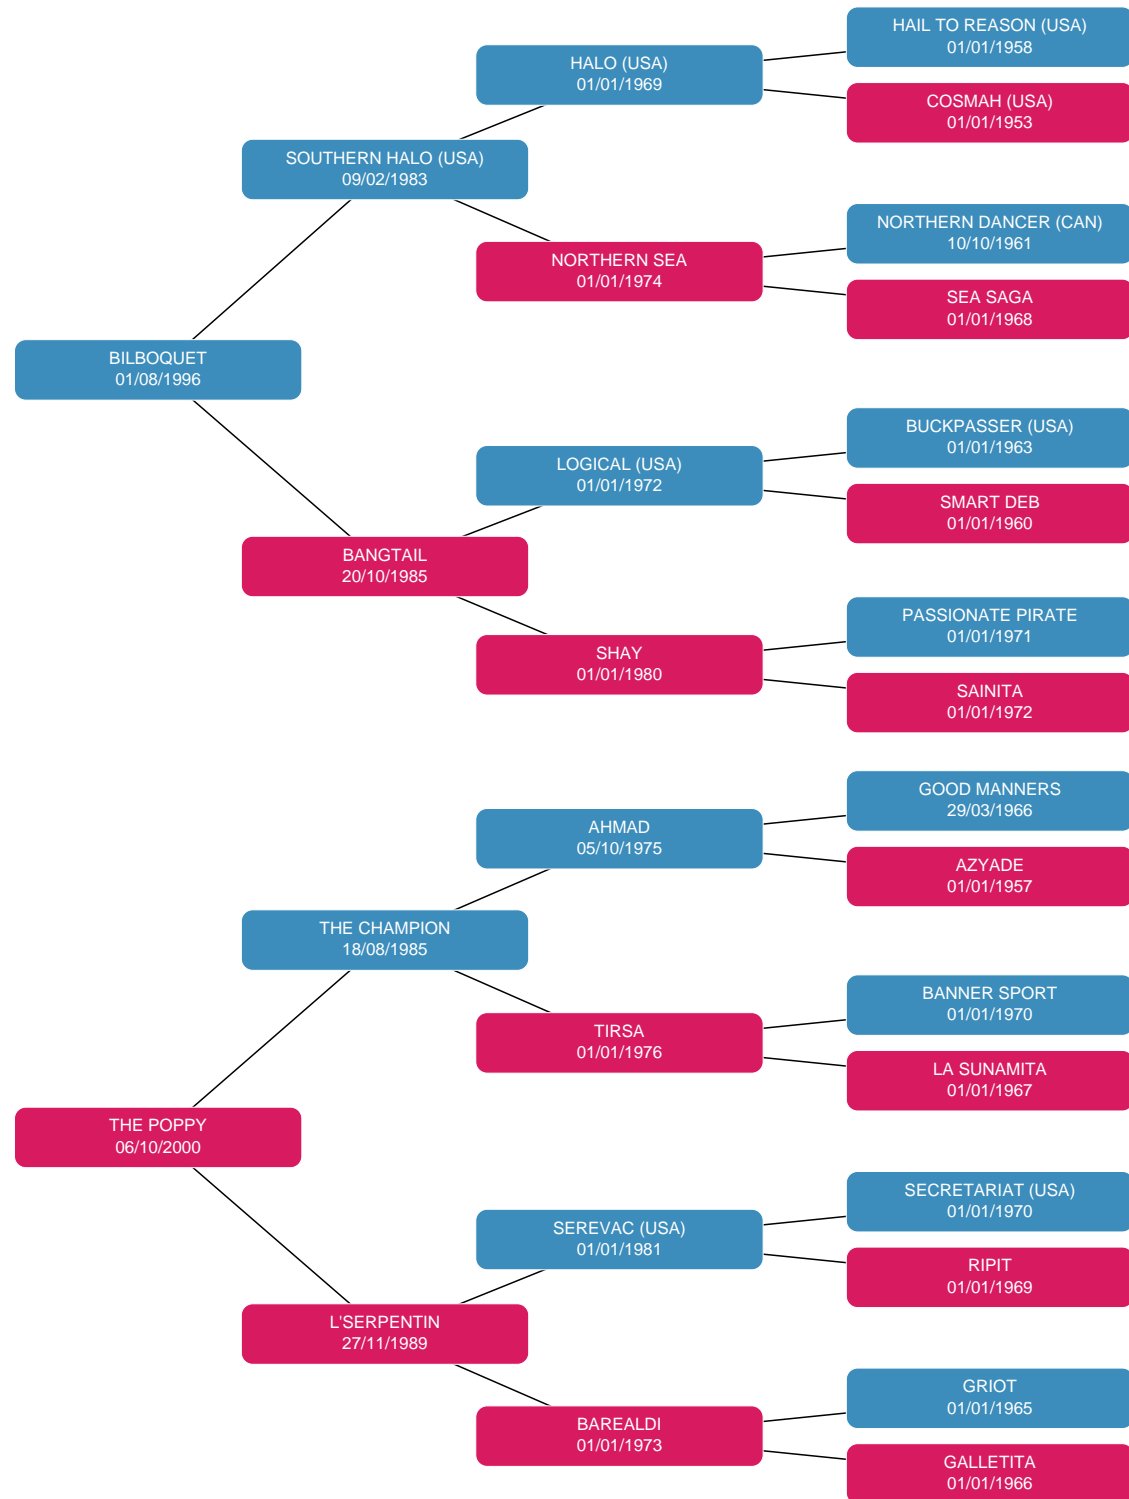 HAIL TO REASON (USA)
01/01/1958
HALO (USA)
01/01/1969
COSMAH (USA)
01/01/1953
SOUTHERN HALO (USA)
09/02/1983
NORTHERN DANCER (CAN)
10/10/1961
NORTHERN SEA
01/01/1974
SEA SAGA
01/01/1968
BILBOQUET
01/08/1996
BUCKPASSER (USA)
01/01/1963
LOGICAL (USA)
01/01/1972
SMART DEB
01/01/1960
BANGTAIL
20/10/1985
PASSIONATE PIRATE
01/01/1971
SHAY
01/01/1980
SAINITA
01/01/1972
GOOD MANNERS
29/03/1966
AHMAD
05/10/1975
AZYADE
01/01/1957
THE CHAMPION
18/08/1985
BANNER SPORT
01/01/1970
TIRSA
01/01/1976
LA SUNAMITA
01/01/1967
THE POPPY
06/10/2000
SECRETARIAT (USA)
01/01/1970
SEREVAC (USA)
01/01/1981
RIPIT
01/01/1969
L'SERPENTIN
27/11/1989
GRIOT
01/01/1965
BAREALDI
01/01/1973
GALLETITA
01/01/1966